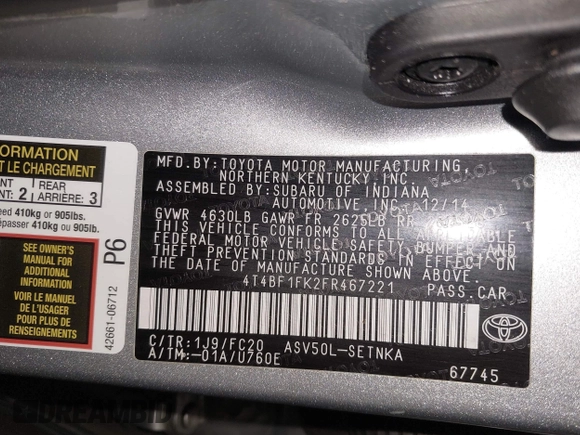 ORMATION
T LE CHARGEMENT
NT
NT: 2
REAR
ARRIÈRE: 3
eed 410kg or 905lbs.
épasser 410kg ou 905lb.
SEE OWNER'S
MANUAL FOR
ADDITIONAL
INFORMATION
VOIR LE MANUEL
DE L'USAGER
POUR PLUS DE
RENSEIGNEMENTS
P6
42661-06712
MFD.BY:TOYOTA MOTOR MANUFACTURING,
NORTHERN KENTUCKY,INC.
ASSEMBLED BY:SUBARU OF INDIANA
AUTOMOTIVE,INC. 12/14
GVWR 4630LB GAWR FR 2625LB RR
THIS VEHICLE CONFORMS TO ALL
FEDERAL MOTOR VEHICLE SAFETY, BUMPER AND
THEFT PREVENTION STANDARDS IN EFFECT ON
THE DATE OF MANUFACTURE SHOWN ABOVE.
4T4BF1FK2FR467221 PASS.CAR
C/TR:1J9/FC20 ASV50L-SETNKA
A/TM:-01A/U760E
67745
DREAMBID